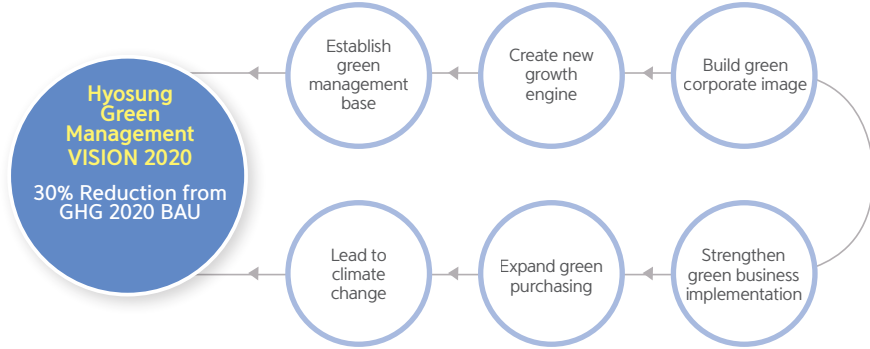 Hyosung
Green
Management
VISION 2020
30% Reduction from
GHG 2020 BAU
Establish
green
management
base
Create new
growth
engine
Build green
corporate image
Lead to
climate
change
Expand green
purchasing
Strengthen
green business
implementation